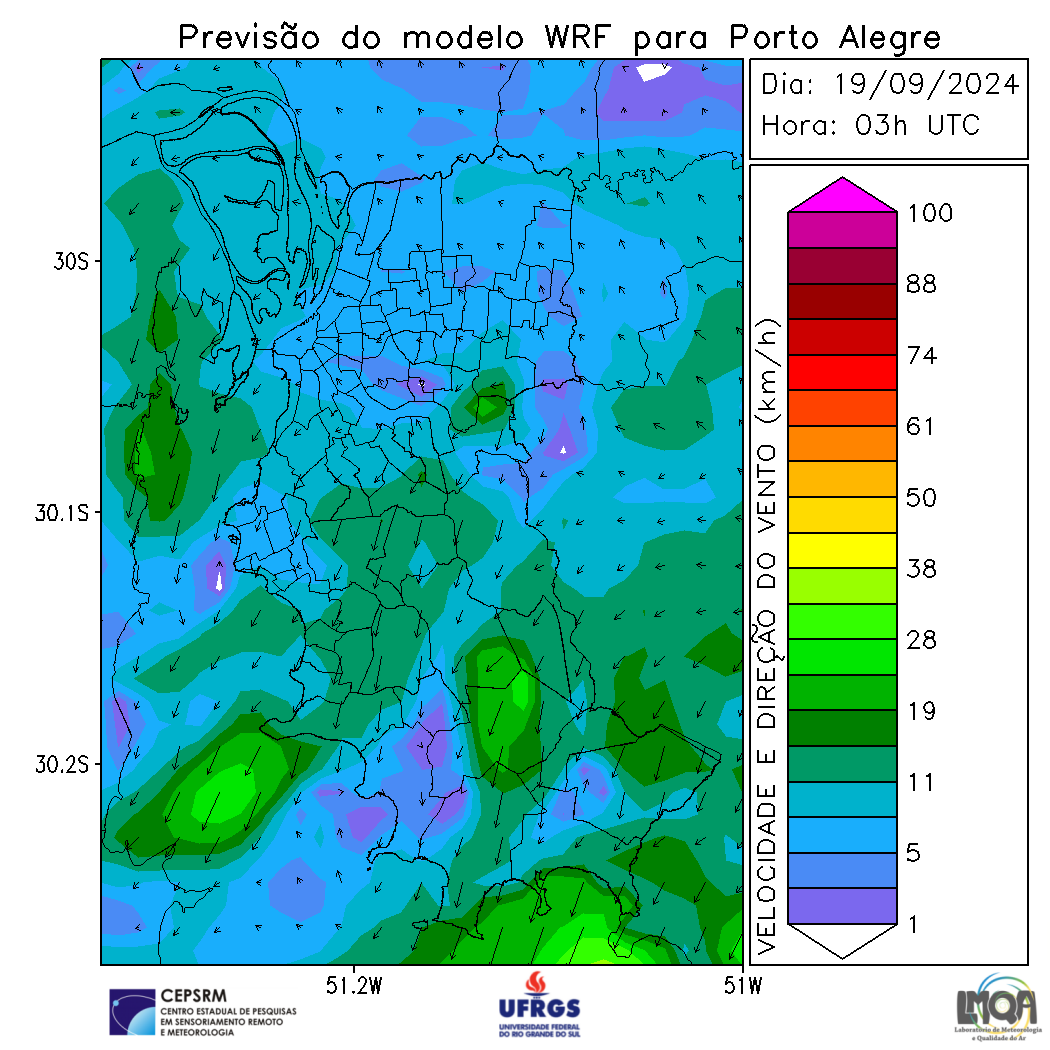 Previsão do modelo WRF para Porto Alegre
Dia: 19/09/2024
Hora: 03h UTC
30S
30.1S
30.2S
51.2W
51W
VELOCIDADE E DIREÇÃO DO VENTO (km/h)
100
88
74
61
50
38
28
19
11
5
1
CEPSRM
CENTRO ESTADUAL DE PESQUISAS
EM SENSORIAMENTO REMOTO
E METEOROLOGIA
UFRGS
UNIVERSIDADE FEDERAL
DO RIO GRANDE DO SUL
LMQA
Laboratório de Meteorologia
e Qualidade do Ar